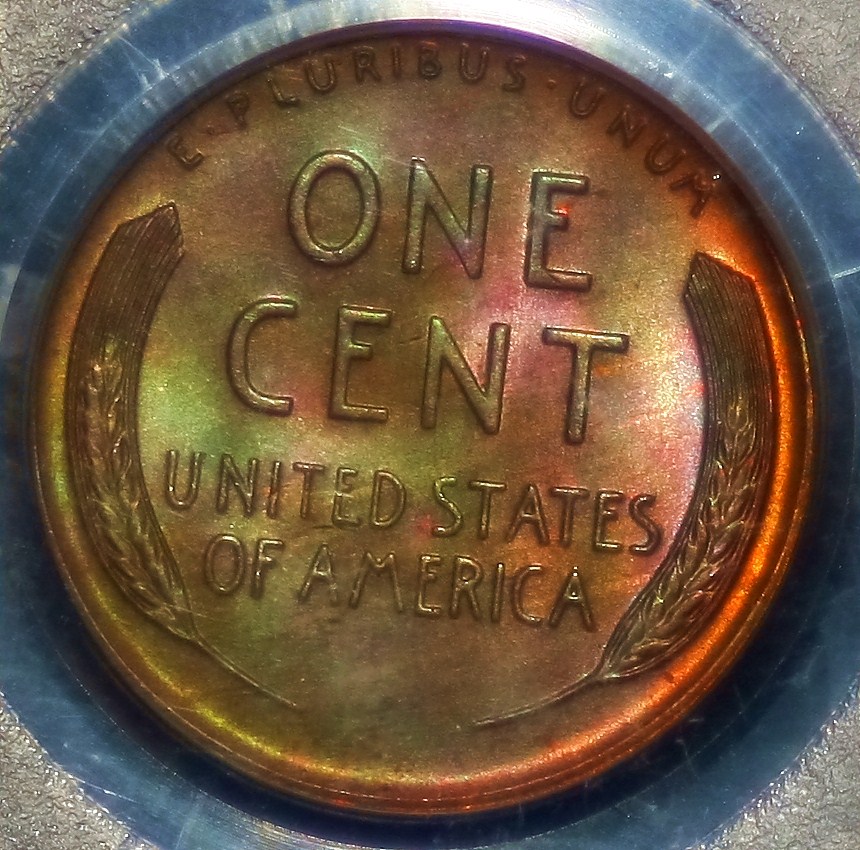 E · PLURIBUS · UNUM
ONE
CENT
UNITED STATES
OF AMERICA